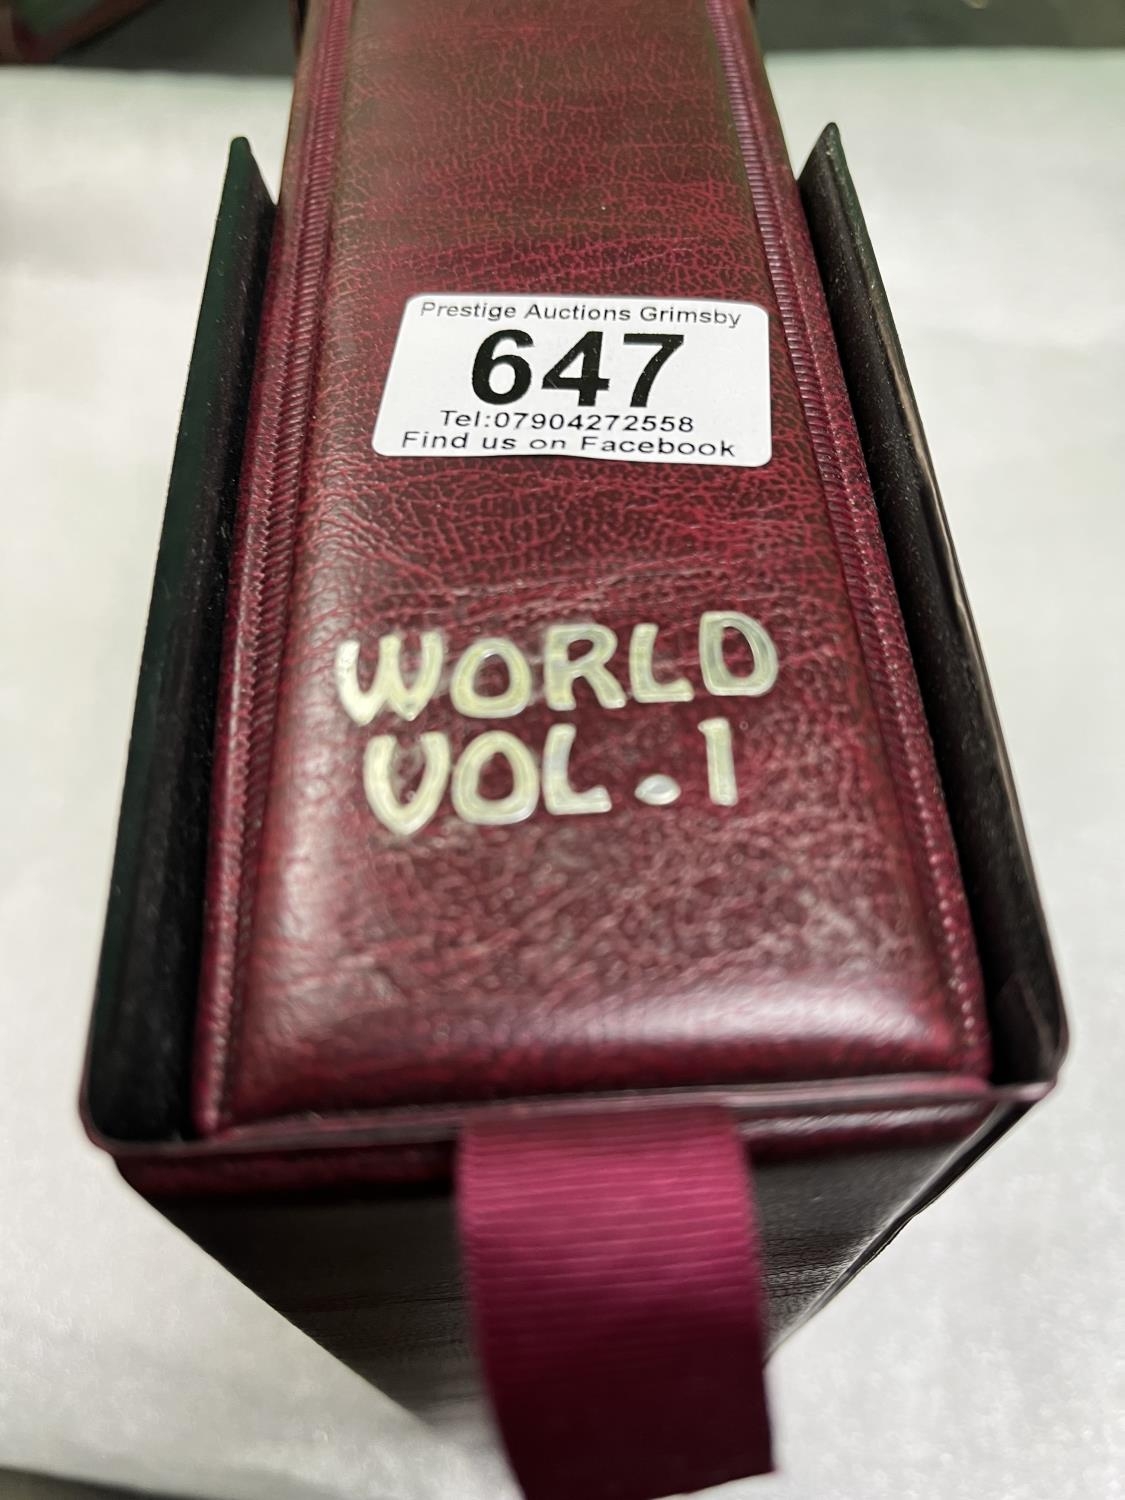 Prestige Auctions Grimsby
647
Tel:07904272558
Find us on Facebook
WORLD
VOL.1